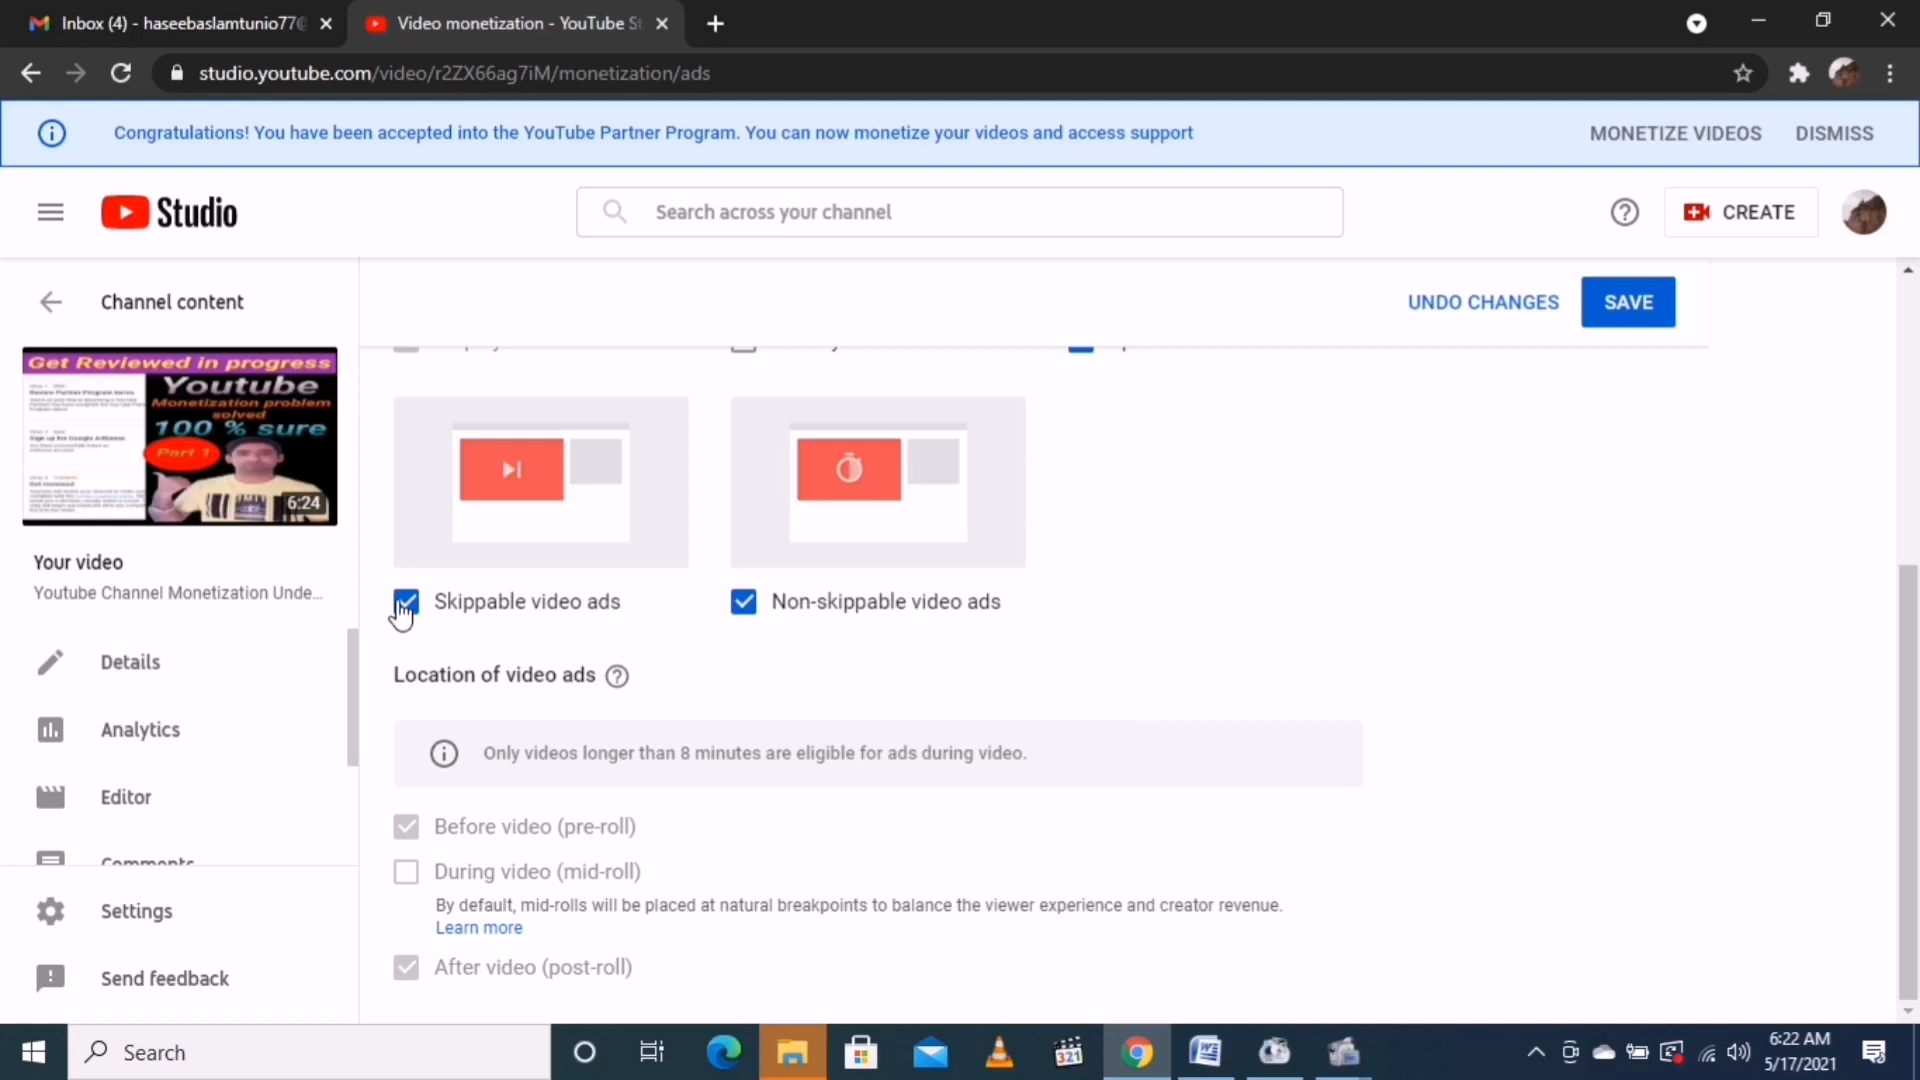 Inbox (4) - haseebaslamtunio77@
Video monetization - YouTube St
studio.youtube.com/video/r2ZX66ag7iM/monetization/ads
Congratulations! You have been accepted into the YouTube Partner Program. You can now monetize your videos and access support
MONETIZE VIDEOS
DISMISS
Studio
Search across your channel
CREATE
Channel content
UNDO CHANGES
SAVE
Get Reviewed in progress
Youtube
Monetization problem
solved
100 % sure
Part 1
6:24
Your video
Youtube Channel Monetization Unde...
Skippable video ads
Non-skippable video ads
Location of video ads
Details
Only videos longer than 8 minutes are eligible for ads during video.
Analytics
Editor
Before video (pre-roll)
Comments
During video (mid-roll)
By default, mid-rolls will be placed at natural breakpoints to balance the viewer experience and creator revenue.
Learn more
Settings
After video (post-roll)
Send feedback
Search
321
6:22 AM
5/17/2021